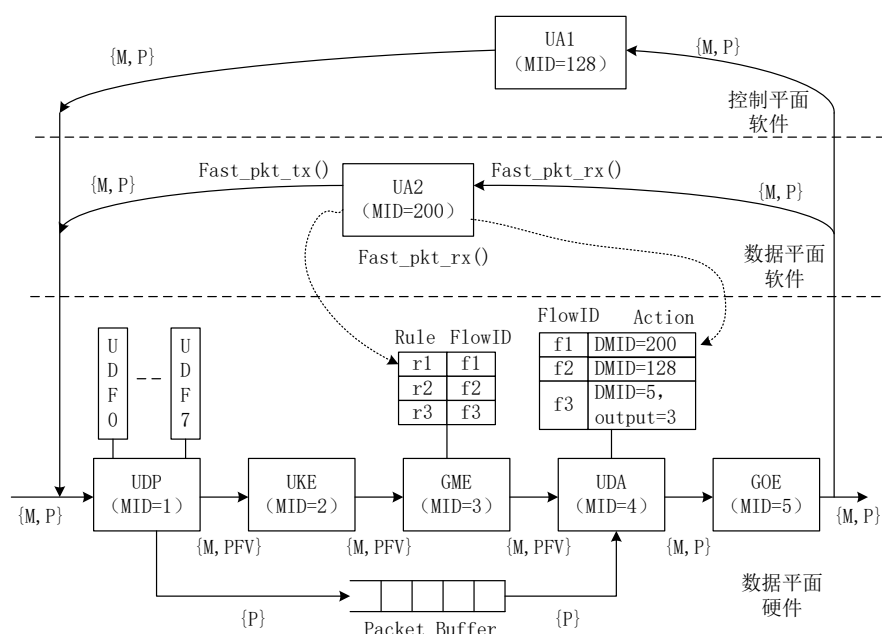 UA1
(MID=128)
{M,P}
{M,P}
控制平面
软件
Fast_pkt_tx()
Fast_pkt_rx()
{M,P}
UA2
(MID=200)
{M,P}
Fast_pkt_rx()
数据平面
软件
FlowID Action
f1 DMID=200
f2 DMID=128
f3 DMID=5,
output=3
Rule FlowID
r1 f1
r2 f2
r3 f3
UDF0
--
UDF7
UDP
(MID=1)
UKE
(MID=2)
GME
(MID=3)
UDA
(MID=4)
GOE
(MID=5)
{M,P}
{M,PFV}
{M,PFV}
{M,PFV}
{M,P}
{M,P}
数据平面
硬件
{P}
Packet Buffer
{P}